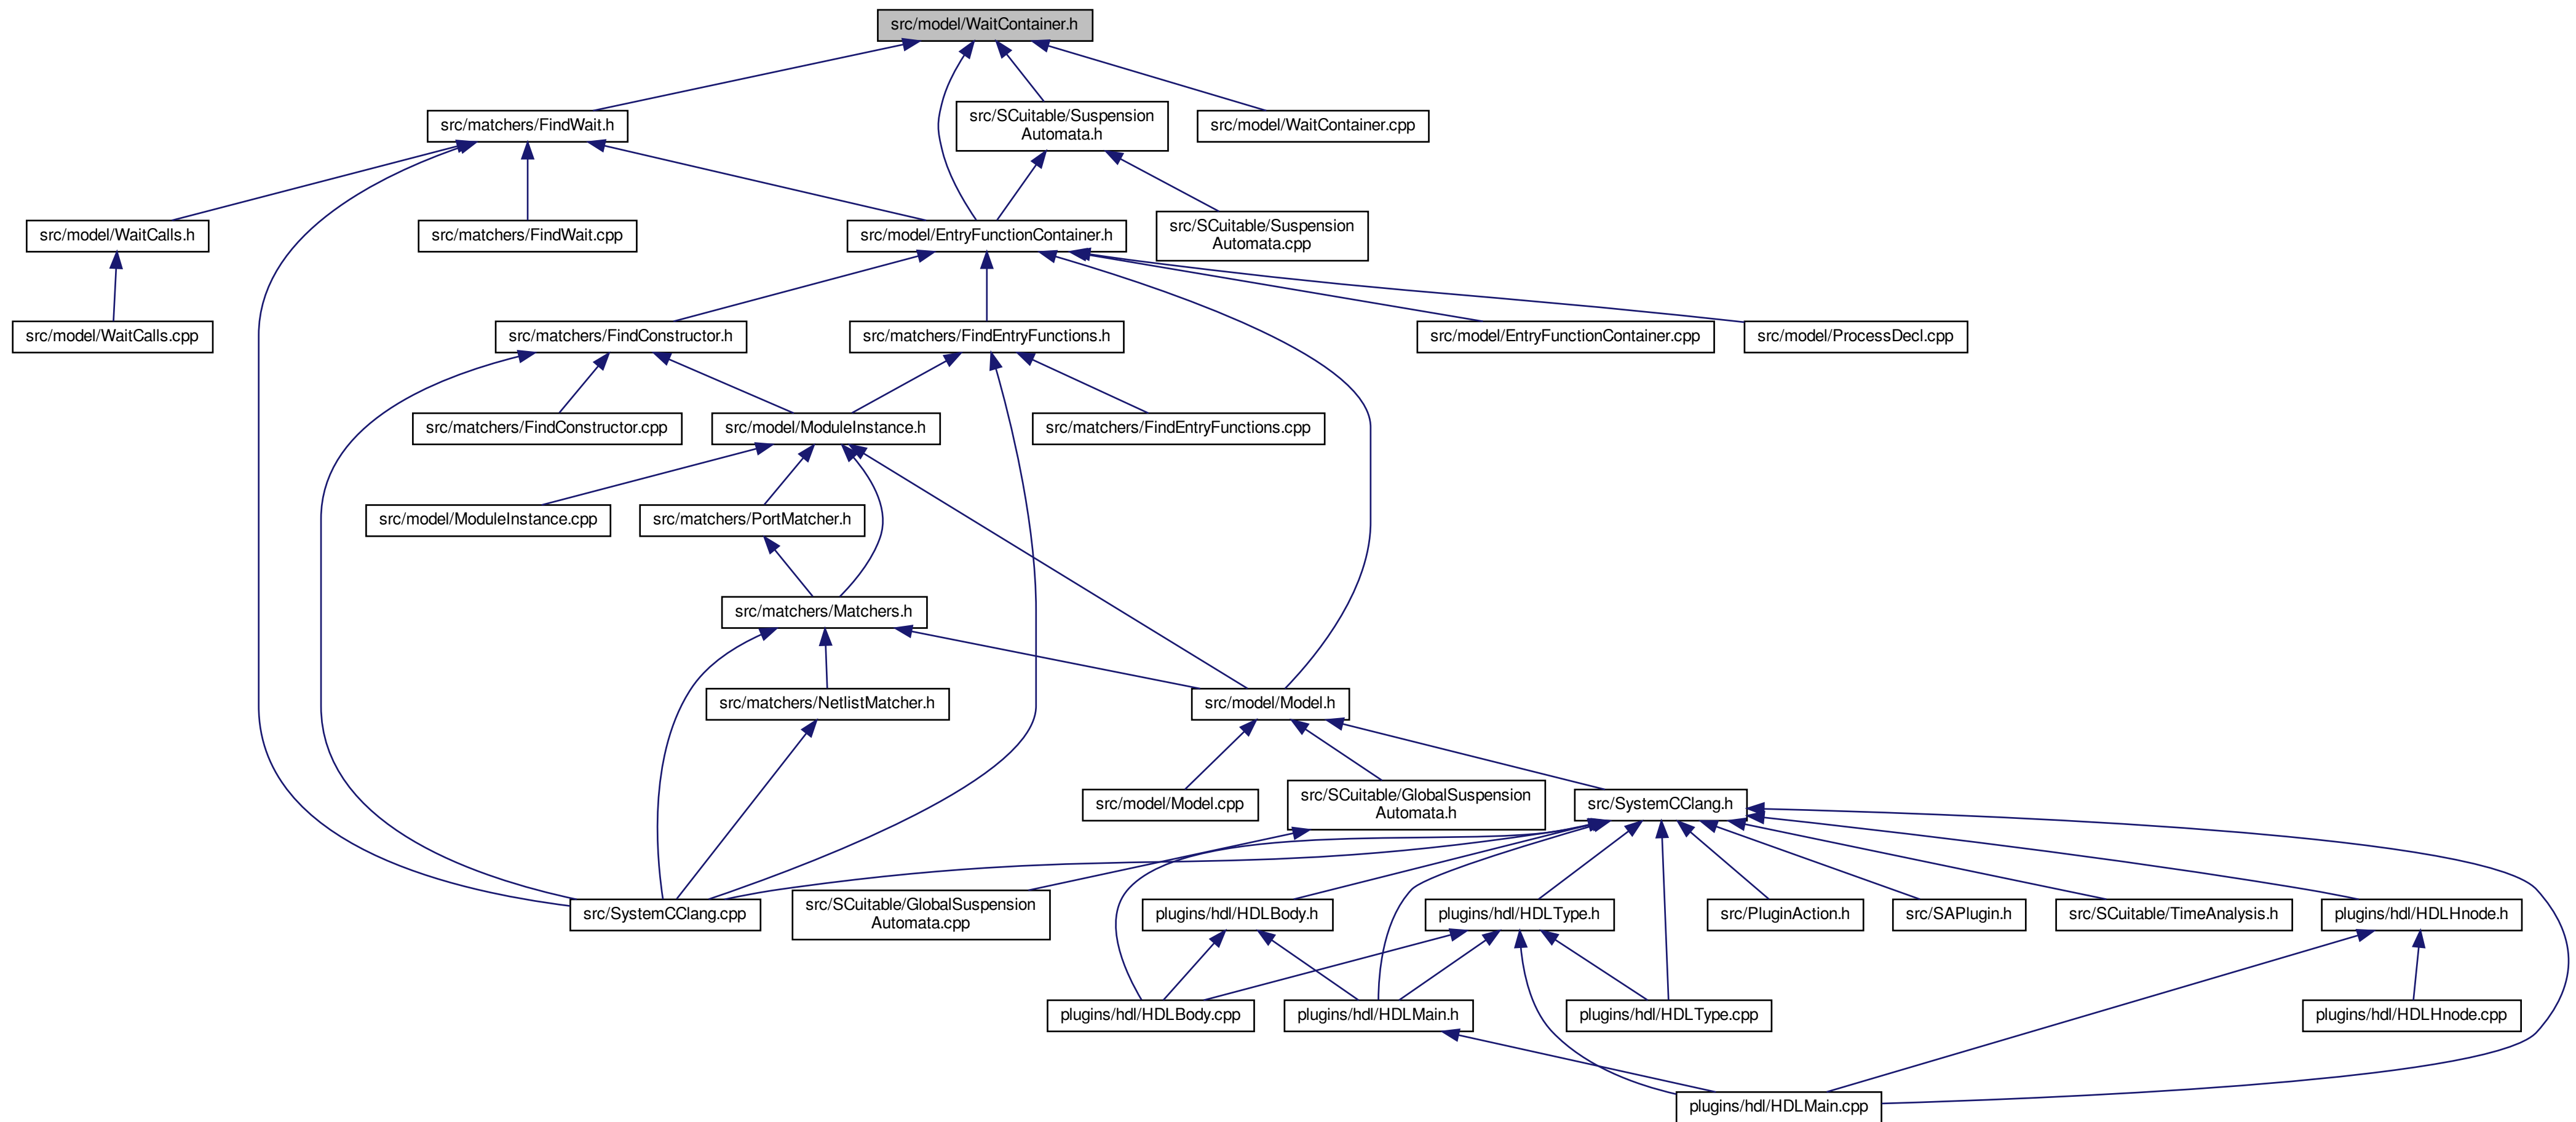 src/model/WaitContainer.h
src/matchers/FindWait.h
src/SCuitable/Suspension
Automata.h
src/model/WaitContainer.cpp
src/model/WaitCalls.h
src/matchers/FindWait.cpp
src/model/EntryFunctionContainer.h
src/SCuitable/Suspension
Automata.cpp
src/model/WaitCalls.cpp
src/matchers/FindConstructor.h
src/matchers/FindEntryFunctions.h
src/model/EntryFunctionContainer.cpp
src/model/ProcessDecl.cpp
src/matchers/FindConstructor.cpp
src/model/ModuleInstance.h
src/matchers/FindEntryFunctions.cpp
src/model/ModuleInstance.cpp
src/matchers/PortMatcher.h
src/matchers/Matchers.h
src/matchers/NetlistMatcher.h
src/model/Model.h
src/model/Model.cpp
src/SCuitable/GlobalSuspension
Automata.h
src/SystemCClang.h
src/SystemCClang.cpp
src/SCuitable/GlobalSuspension
Automata.cpp
plugins/hdl/HDLBody.h
plugins/hdl/HDLType.h
src/PluginAction.h
src/SAPlugin.h
src/SCuitable/TimeAnalysis.h
plugins/hdl/HDLHnode.h
plugins/hdl/HDLBody.cpp
plugins/hdl/HDLMain.h
plugins/hdl/HDLType.cpp
plugins/hdl/HDLHnode.cpp
plugins/hdl/HDLMain.cpp